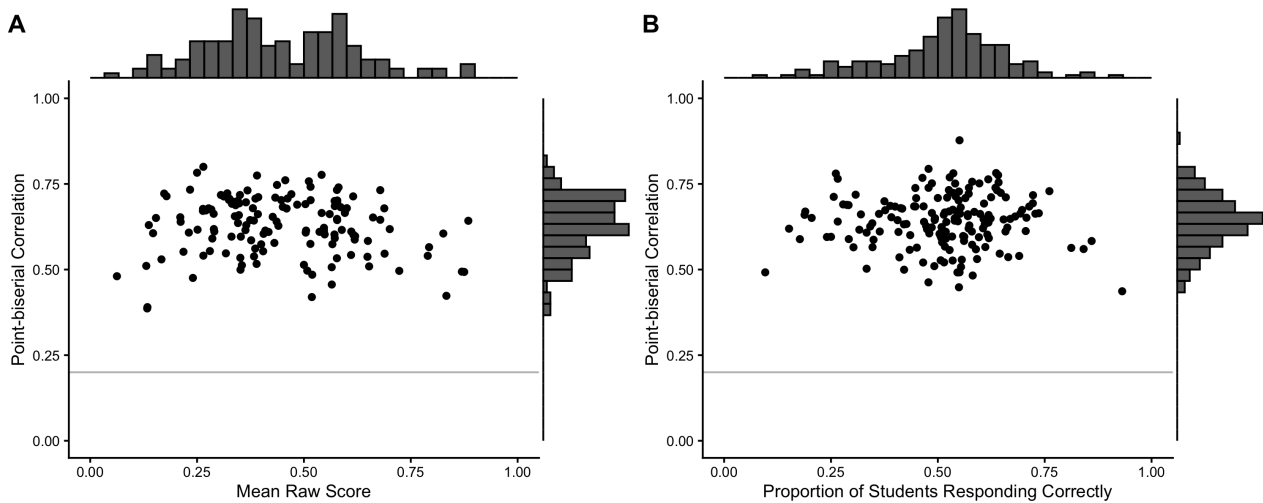 A
Point-biserial Correlation
1.00
0.75
0.50
0.25
0.00
0.00 0.25 0.50 0.75 1.00
Mean Raw Score
B
Point-biserial Correlation
1.00
0.75
0.50
0.25
0.00
0.00 0.25 0.50 0.75 1.00
Proportion of Students Responding Correctly